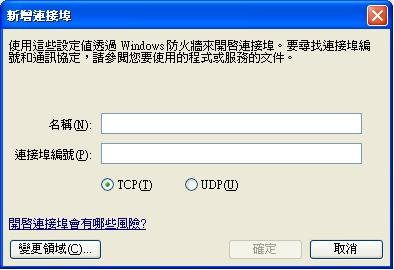 新增連接埠
使用這些設定值透過 Windows 防火牆來開啟連接埠。要尋找連接埠編
號和通訊協定，請參閱您要使用的程式或服務的文件。
名稱(N):
連接埠編號(P):
TCP(T) UDP(U)
開啟連接埠會有哪些風險?
變更領域(C)... 確定 取消